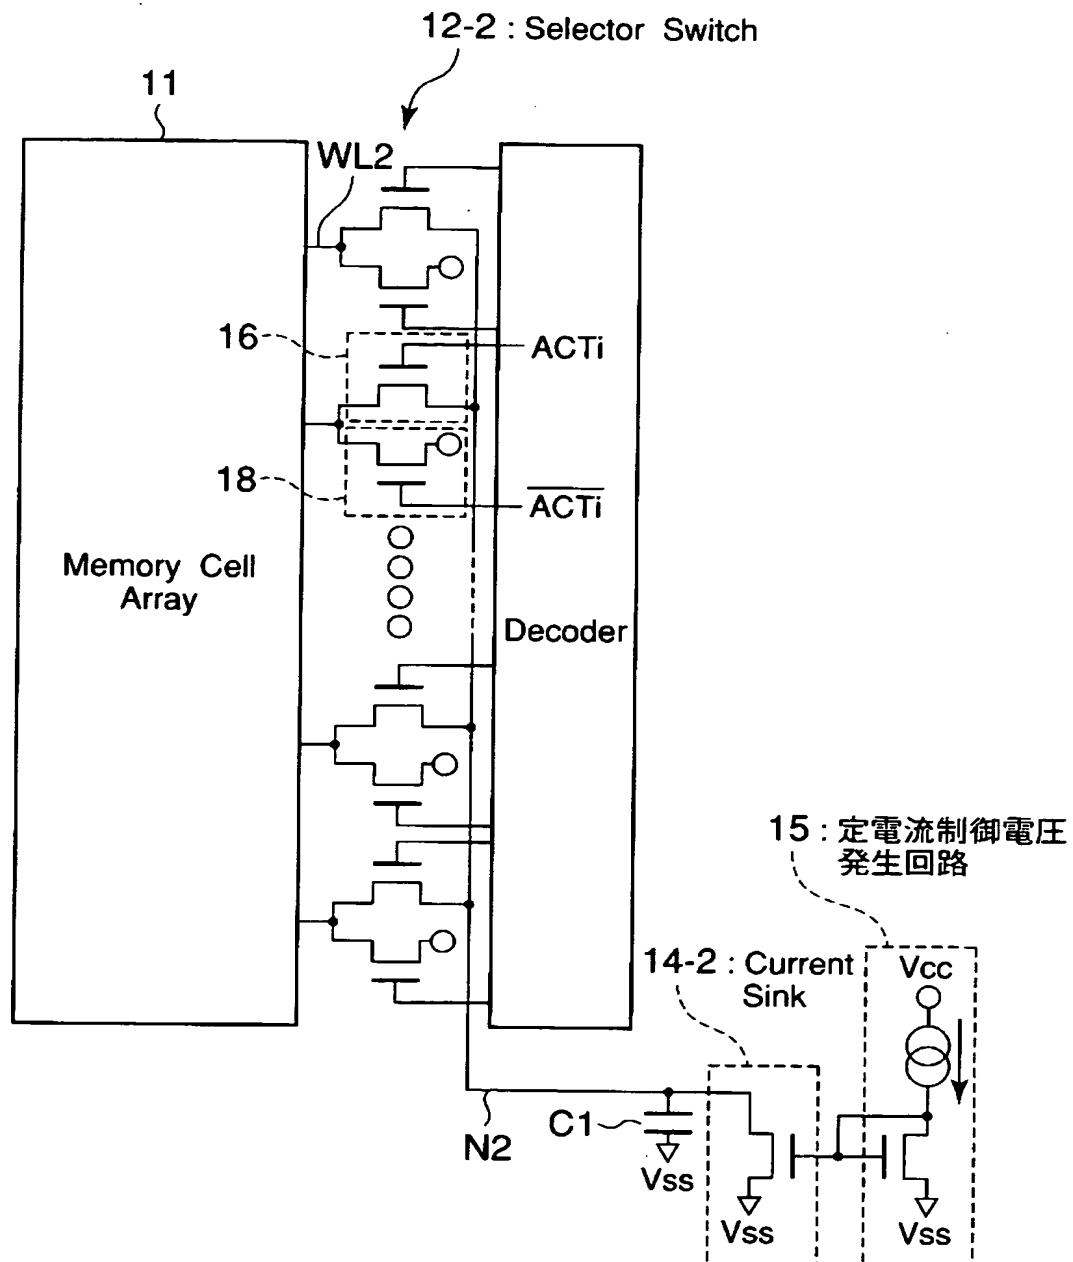 12-2 : Selector Switch
11
WL2
16
ACTi
18
ACTi
Memory Cell
Array
Decoder
15 : 定電流制御電圧
発生回路
14-2 : Current
Sink
Vcc
C1
N2
Vss
Vss
Vss